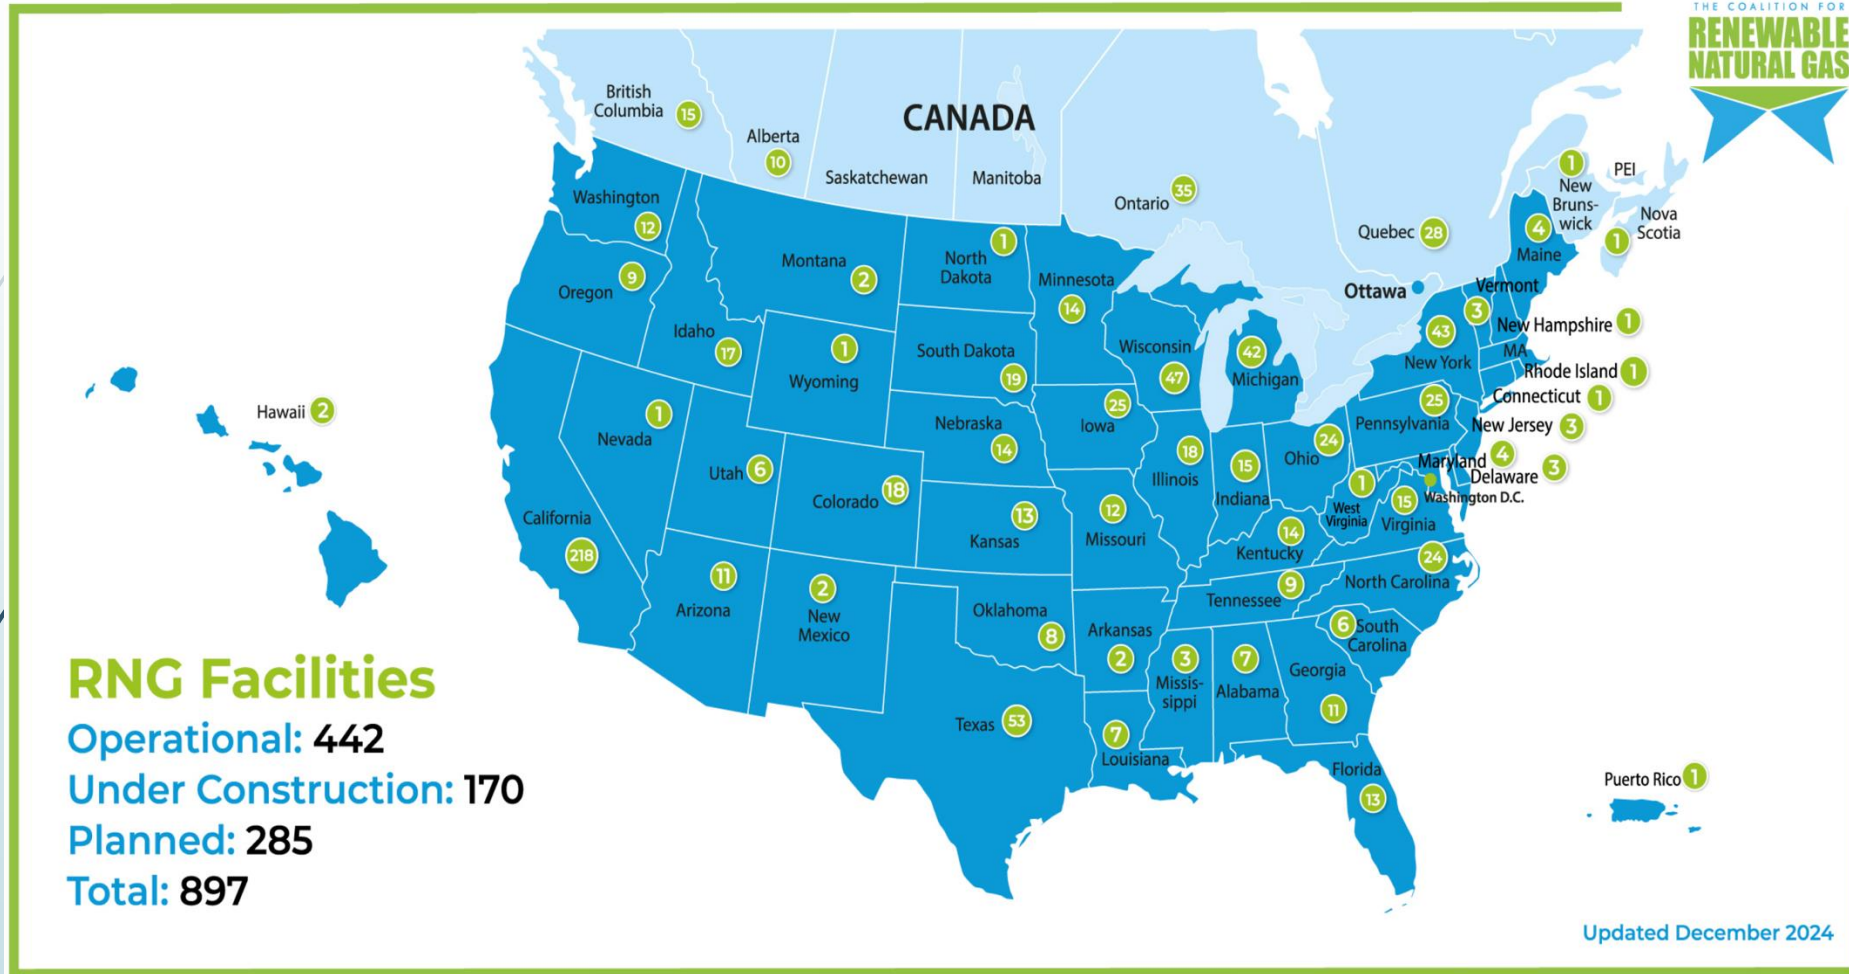 THE COALITION FOR
RENEWABLE
NATURAL GAS
CANADA
British
Columbia
15
Alberta
10
Saskatchewan
Manitoba
Ontario
35
Quebec
28
1
New
Bruns-
wick
PEI
Nova
Scotia
1
Ottawa
Washington
12
Oregon
9
Idaho
17
Montana
2
Wyoming
1
North
Dakota
1
South Dakota
19
Minnesota
14
Wisconsin
47
Michigan
42
New York
43
Vermont
3
Maine
4
New Hampshire
1
MA
Rhode Island
1
Connecticut
1
New Jersey
3
Maryland
4
Delaware
3
Washington D.C.
Pennsylvania
25
Ohio
24
Indiana
15
Illinois
18
Iowa
25
Nebraska
14
Nevada
1
Utah
6
Colorado
18
Kansas
13
Missouri
12
Kentucky
14
West
Virginia
1
Virginia
15
North Carolina
24
Tennessee
9
South
Carolina
6
Georgia
11
Alabama
7
Missis-
sippi
3
Arkansas
2
Louisiana
7
Oklahoma
8
Texas
53
New
Mexico
2
Arizona
11
California
218
Florida
13
Hawaii
2
Puerto Rico
1
RNG Facilities
Operational: 442
Under Construction: 170
Planned: 285
Total: 897
Updated December 2024